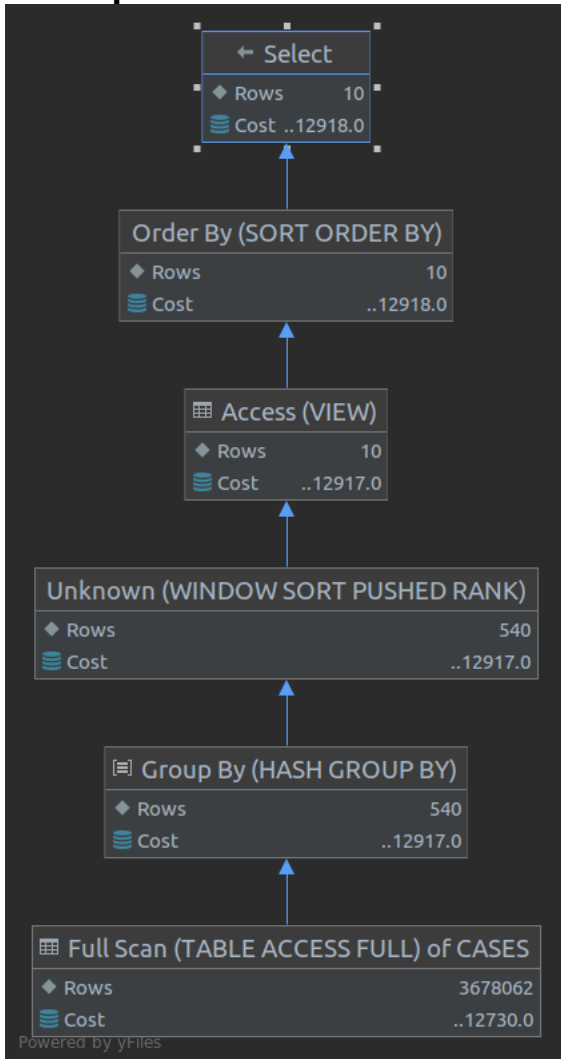 ← Select
Rows 10
Cost ..12918.0
Order By (SORT ORDER BY)
Rows 10
Cost ..12918.0
Access (VIEW)
Rows 10
Cost ..12917.0
Unknown (WINDOW SORT PUSHED RANK)
Rows 540
Cost ..12917.0
Group By (HASH GROUP BY)
Rows 540
Cost ..12917.0
Full Scan (TABLE ACCESS FULL) of CASES
Rows 3678062
Cost ..12730.0
Powered by yFiles